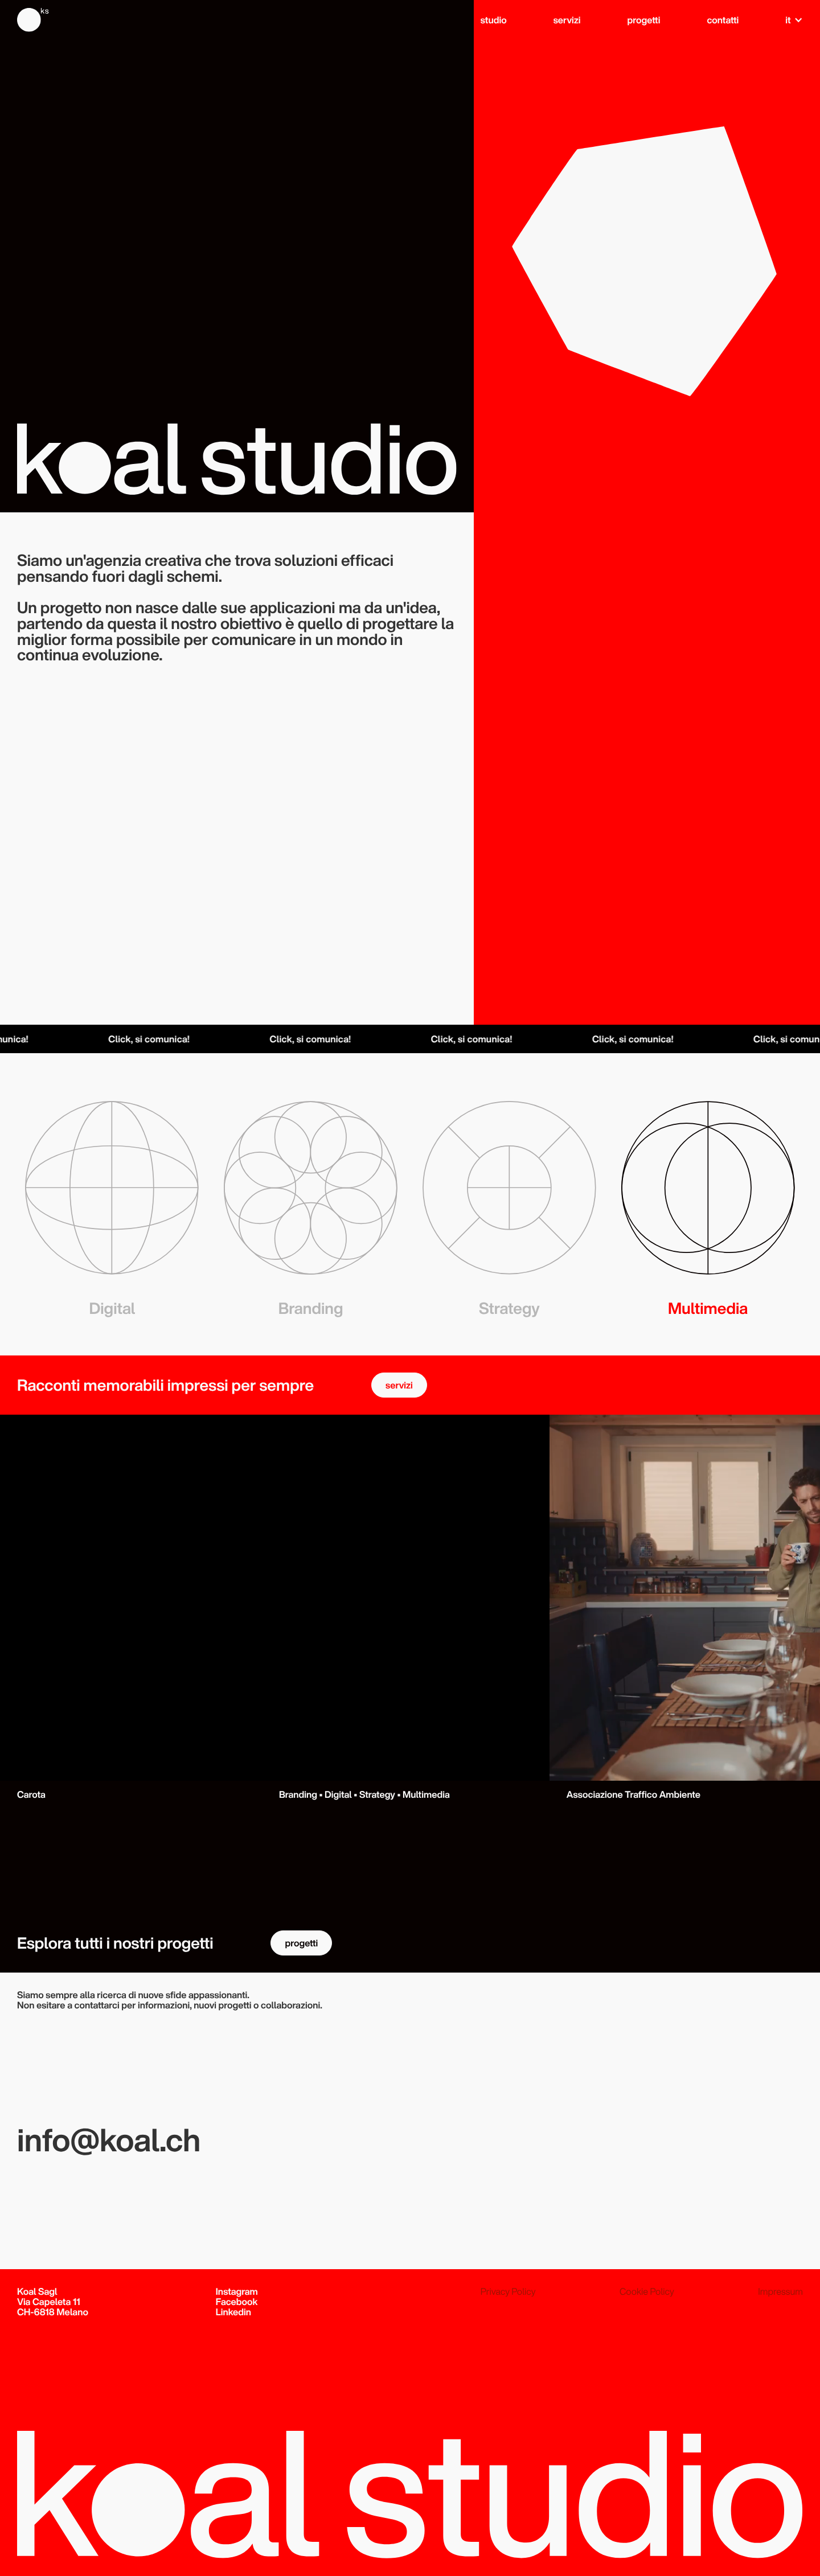 ks
studio servizi progetti contatti it
koal studio
Siamo un'agenzia creativa che trova soluzioni efficaci
pensando fuori dagli schemi.
Un progetto non nasce dalle sue applicazioni ma da un'idea,
partendo da questa il nostro obiettivo è quello di progettare la
miglior forma possibile per comunicare in un mondo in
continua evoluzione.
munica! Click, si comunica! Click, si comunica! Click, si comunica! Click, si comunica! Click, si comun
Digital Branding Strategy Multimedia
Racconti memorabili impressi per sempre servizi
Carota Branding • Digital • Strategy • Multimedia Associazione Traffico Ambiente
Esplora tutti i nostri progetti progetti
Siamo sempre alla ricerca di nuove sfide appassionanti.
Non esitare a contattarci per informazioni, nuovi progetti o collaborazioni.
info@koal.ch
Koal Sagl Instagram Privacy Policy Cookie Policy Impressum
Via Capeleta 11 Facebook
CH-6818 Melano Linkedin
koal studio